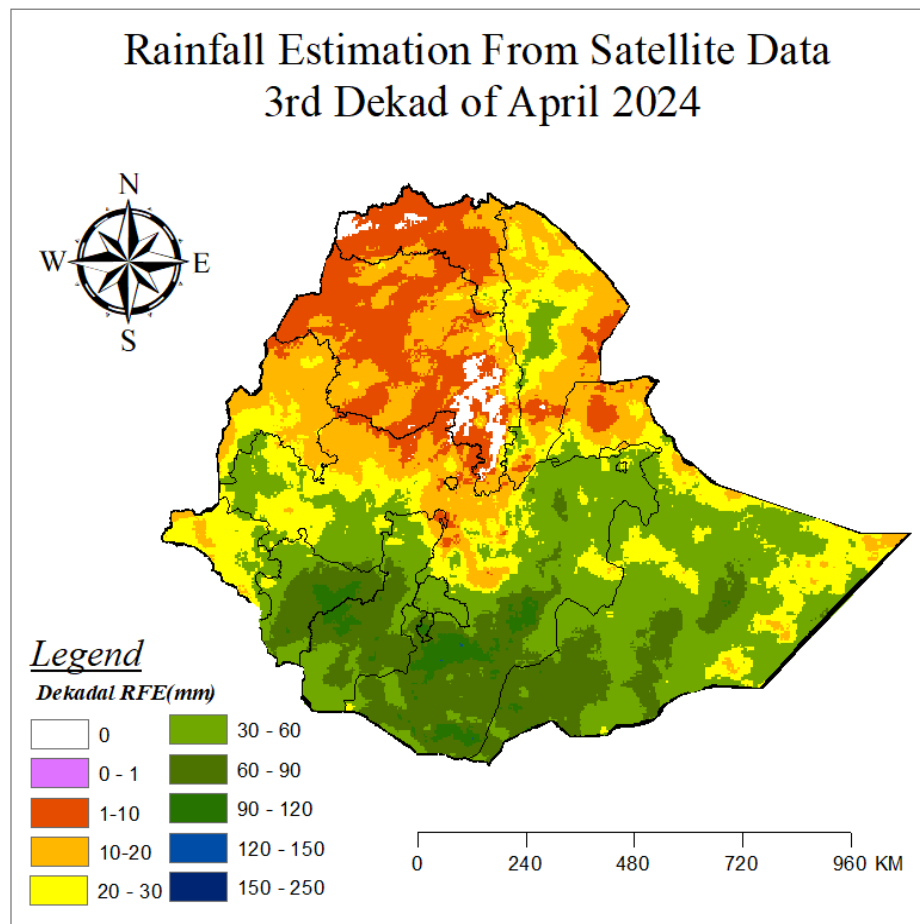 Rainfall Estimation From Satellite Data
3rd Dekad of April 2024
N
W
E
S
Legend
Dekadal RFE(mm)
0
0 - 1
1-10
10-20
20 - 30
30 - 60
60 - 90
90 - 120
120 - 150
150 - 250
0 240 480 720 960 KM